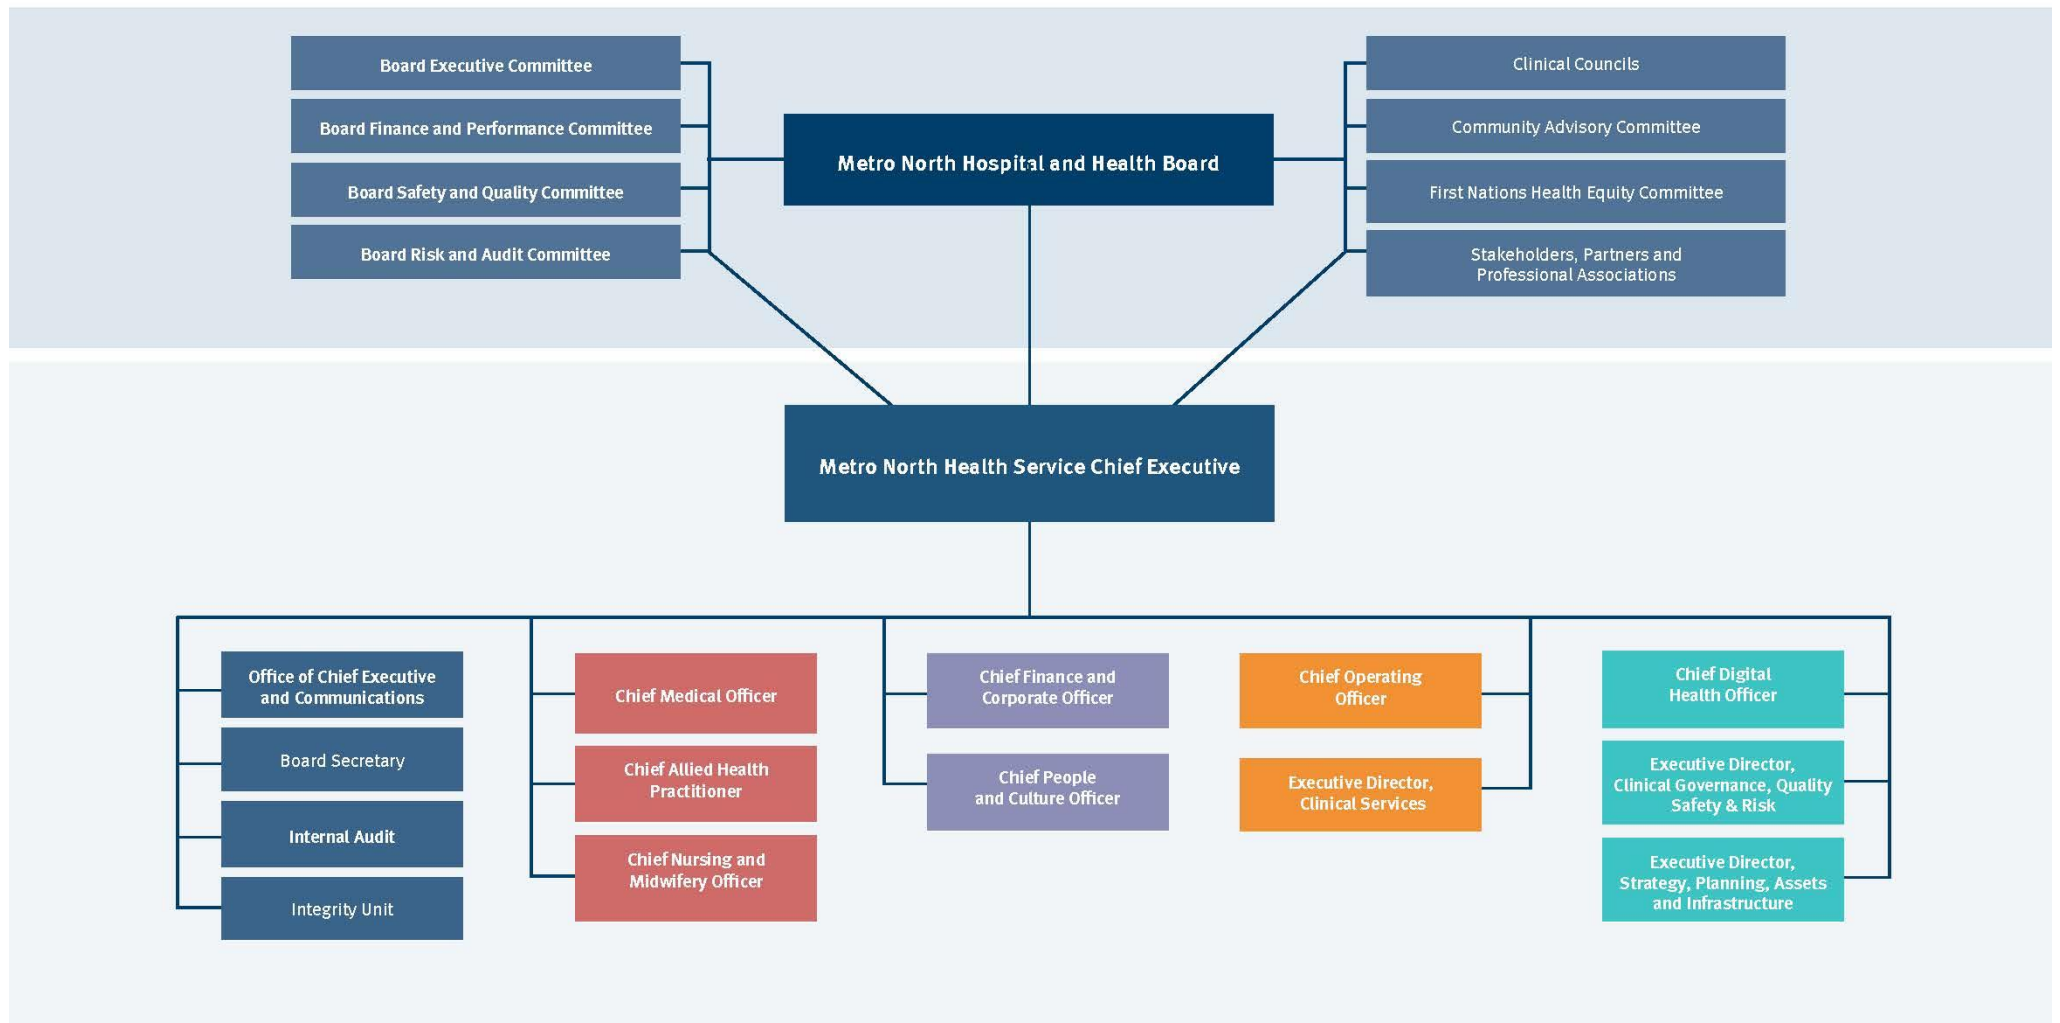 Board Executive Committee
Board Finance and Performance Committee
Board Safety and Quality Committee
Board Risk and Audit Committee
Metro North Hospital and Health Board
Clinical Councils
Community Advisory Committee
First Nations Health Equity Committee
Stakeholders, Partners and
Professional Associations
Metro North Health Service Chief Executive
Office of Chief Executive
and Communications
Board Secretary
Internal Audit
Integrity Unit
Chief Medical Officer
Chief Allied Health
Practitioner
Chief Nursing and
Midwifery Officer
Chief Finance and
Corporate Officer
Chief People
and Culture Officer
Chief Operating
Officer
Executive Director,
Clinical Services
Chief Digital
Health Officer
Executive Director,
Clinical Governance, Quality
Safety & Risk
Executive Director,
Strategy, Planning, Assets
and Infrastructure